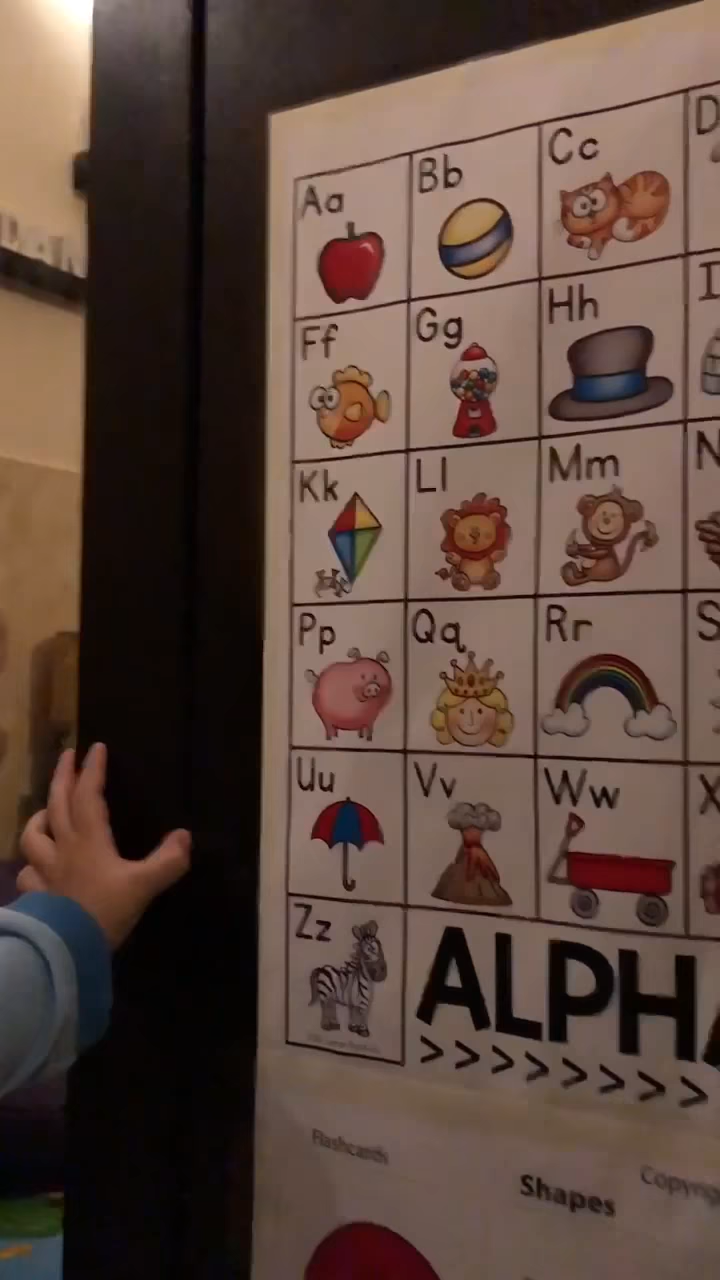 Aa Bb Cc D
Ff Gg Hh I
Kk Ll Mm N
Pp Qq Rr S
Uu Vv Ww X
Zz
ALPHA
>>>>>>>>
Flashcards
Shapes